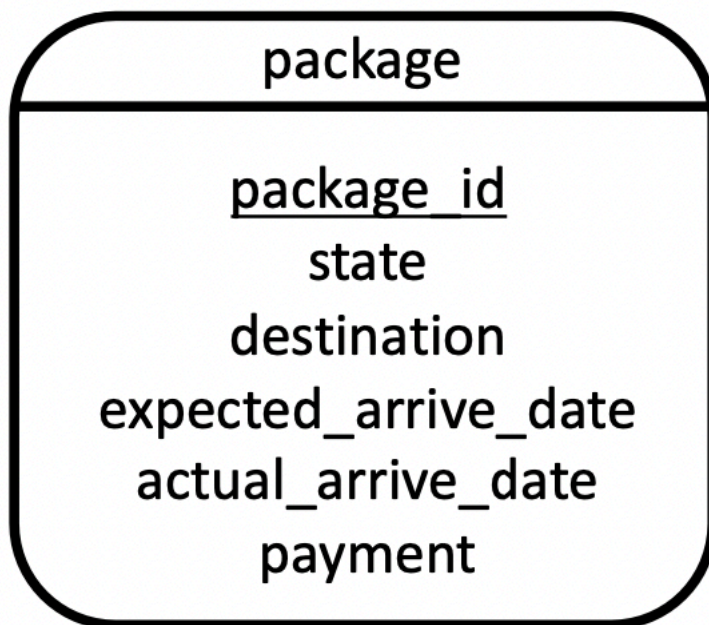 package
package_id
state
destination
expected_arrive_date
actual_arrive_date
payment